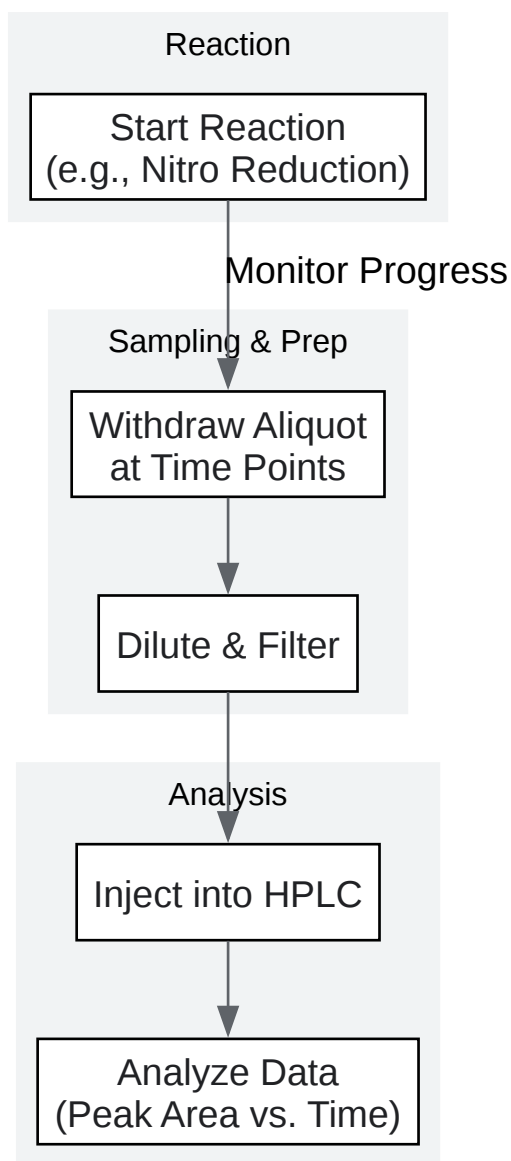 Reaction
Start Reaction
(e.g., Nitro Reduction)
Monitor Progress
Sampling & Prep
Withdraw Aliquot
at Time Points
Dilute & Filter
Analysis
Inject into HPLC
Analyze Data
(Peak Area vs. Time)